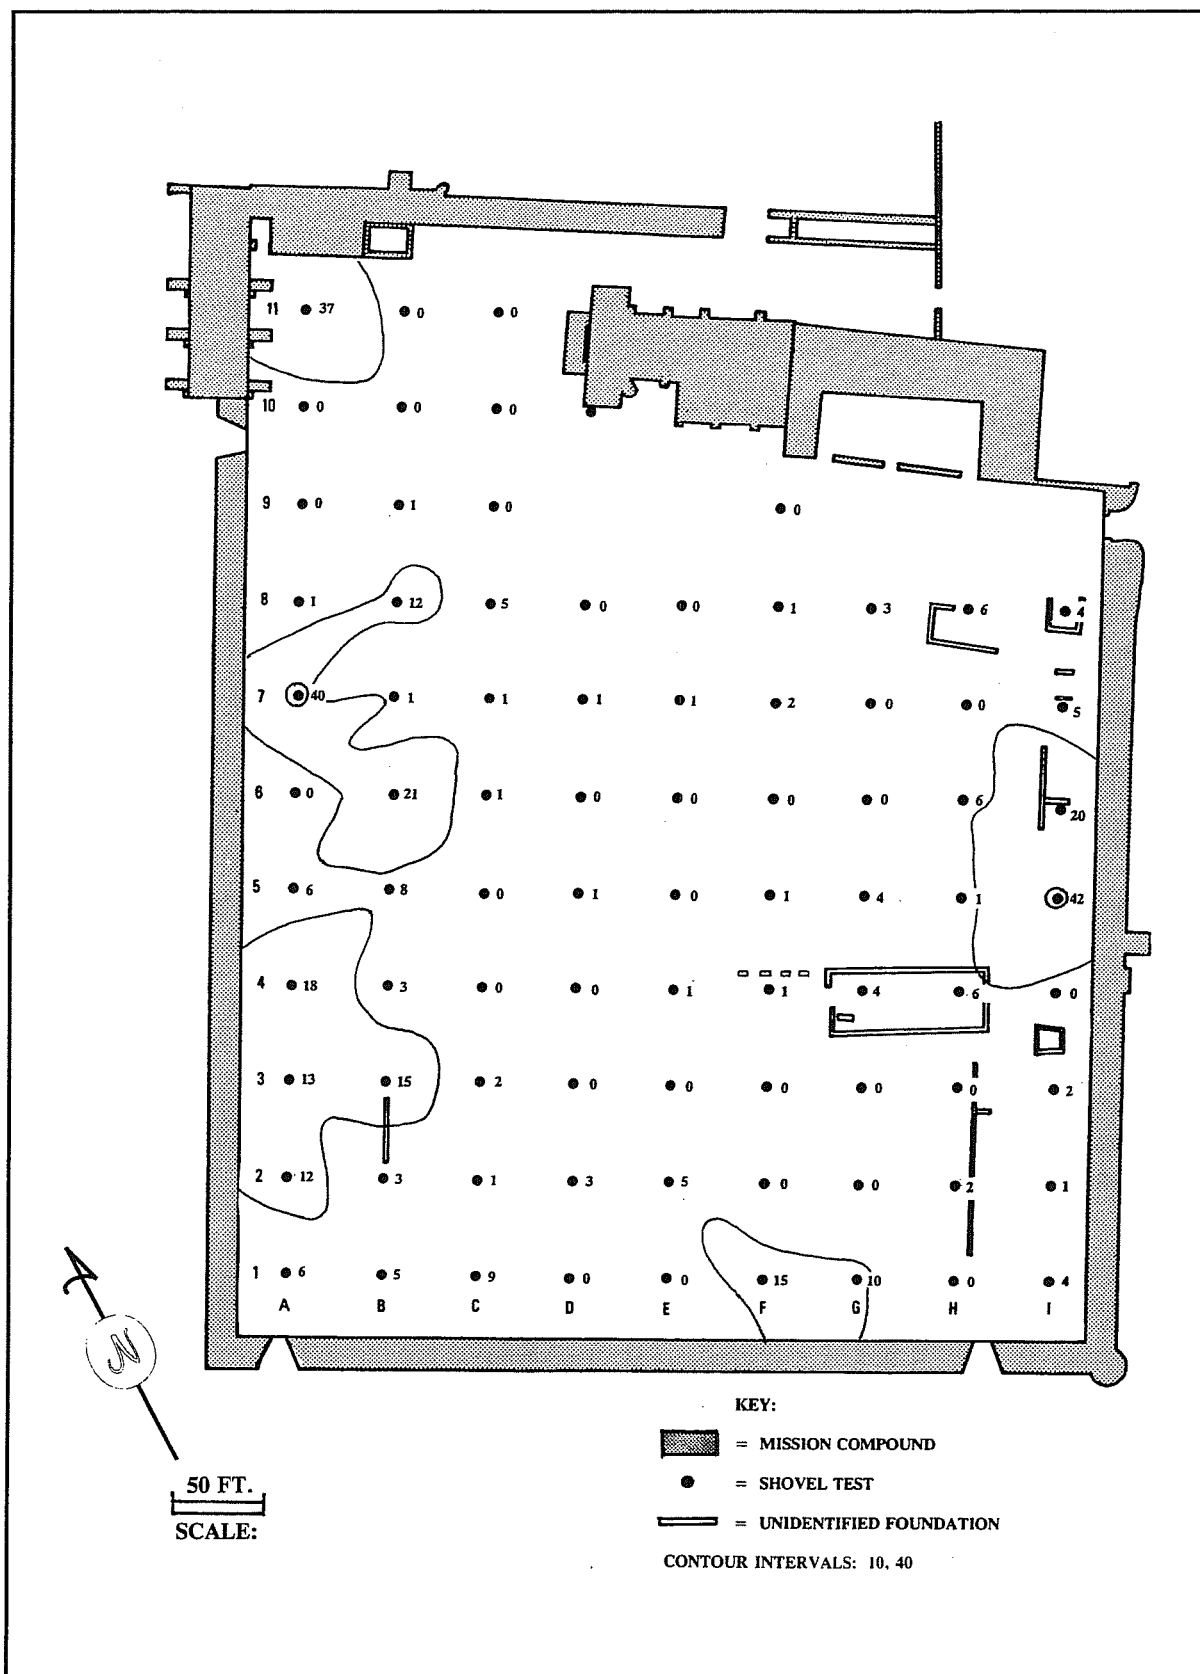 11 37 0 0
10 0 0 0
9 0 1 0 0
8 1 12 5 0 0 1 3 6 4
7 40 1 1 1 1 2 0 0 5
6 0 21 1 0 0 0 0 6 20
5 6 8 0 1 0 1 4 1 42
4 18 3 0 0 1 1 4 6 0
3 13 15 2 0 0 0 0 0 2
2 12 3 1 3 5 0 0 2 1
1 6 5 9 0 0 15 10 0 4
A B C D E F G H I
N
50 FT.
SCALE:
KEY:
= MISSION COMPOUND
= SHOVEL TEST
= UNIDENTIFIED FOUNDATION
CONTOUR INTERVALS: 10, 40